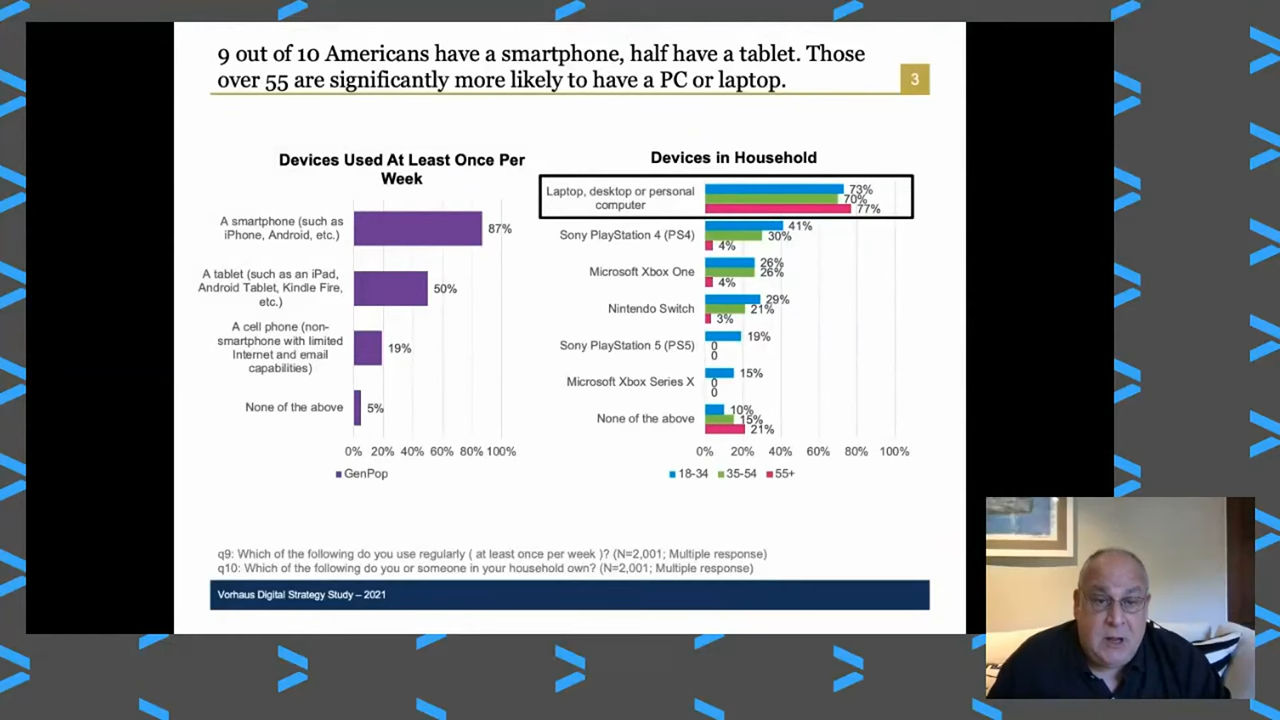 9 out of 10 Americans have a smartphone, half have a tablet. Those
over 55 are significantly more likely to have a PC or laptop.
3
Devices Used At Least Once Per
Week
A smartphone (such as
iPhone, Android, etc.)
87%
A tablet (such as an iPad,
Android Tablet, Kindle Fire,
etc.)
50%
A cell phone (non-
smartphone with limited
Internet and email
capabilities)
19%
None of the above
5%
0% 20% 40% 60% 80% 100%
GenPop
Devices in Household
Laptop, desktop or personal
computer
73%
70%
77%
Sony PlayStation 4 (PS4)
41%
30%
4%
Microsoft Xbox One
26%
26%
4%
Nintendo Switch
29%
21%
3%
Sony PlayStation 5 (PS5)
19%
0
0
Microsoft Xbox Series X
15%
0
0
None of the above
10%
15%
21%
0% 20% 40% 60% 80% 100%
18-34 35-54 55+
q9: Which of the following do you use regularly ( at least once per week )? (N=2,001; Multiple response)
q10: Which of the following do you or someone in your household own? (N=2,001; Multiple response)
Vorhaus Digital Strategy Study – 2021